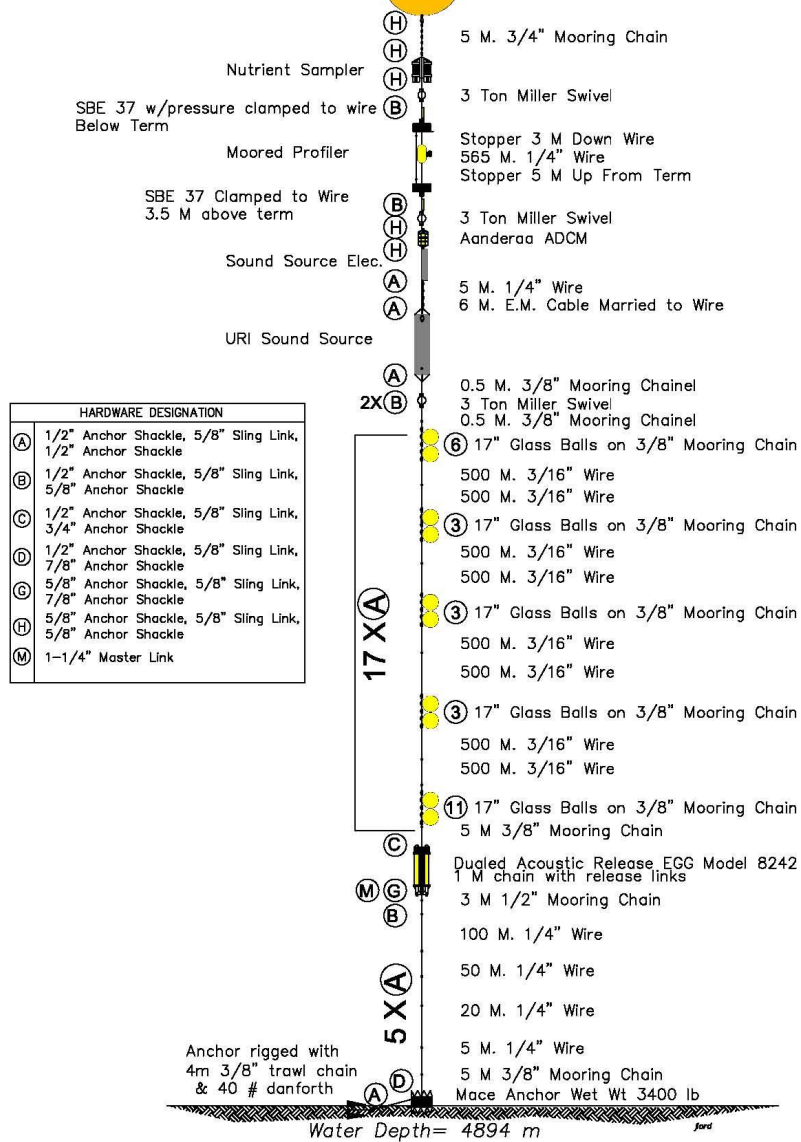 H
5 M. 3/4" Mooring Chain
H
Nutrient Sampler
H
3 Ton Miller Swivel
SBE 37 w/pressure clamped to wire B
Below Term
Stopper 3 M Down Wire
Moored Profiler
565 M. 1/4" Wire
Stopper 5 M Up From Term
SBE 37 Clamped to Wire
3.5 M above term
B
3 Ton Miller Swivel
H
Aanderaa ADCM
H
Sound Source Elec.
A
5 M. 1/4" Wire
A
6 M. E.M. Cable Married to Wire
URI Sound Source
A
0.5 M. 3/8" Mooring Chainel
2X B
3 Ton Miller Swivel
0.5 M. 3/8" Mooring Chainel
HARDWARE DESIGNATION
A 1/2" Anchor Shackle, 5/8" Sling Link,
1/2" Anchor Shackle
B 1/2" Anchor Shackle, 5/8" Sling Link,
5/8" Anchor Shackle
C 1/2" Anchor Shackle, 5/8" Sling Link,
3/4" Anchor Shackle
D 1/2" Anchor Shackle, 5/8" Sling Link,
7/8" Anchor Shackle
G 5/8" Anchor Shackle, 5/8" Sling Link,
7/8" Anchor Shackle
H 5/8" Anchor Shackle, 5/8" Sling Link,
5/8" Anchor Shackle
M 1-1/4" Master Link
17 X A
6 17" Glass Balls on 3/8" Mooring Chain
500 M. 3/16" Wire
500 M. 3/16" Wire
3 17" Glass Balls on 3/8" Mooring Chain
500 M. 3/16" Wire
500 M. 3/16" Wire
3 17" Glass Balls on 3/8" Mooring Chain
500 M. 3/16" Wire
500 M. 3/16" Wire
3 17" Glass Balls on 3/8" Mooring Chain
500 M. 3/16" Wire
500 M. 3/16" Wire
11 17" Glass Balls on 3/8" Mooring Chain
5 M 3/8" Mooring Chain
C
Dualed Acoustic Release EGG Model 8242
1 M chain with release links
M G
3 M 1/2" Mooring Chain
B
100 M. 1/4" Wire
50 M. 1/4" Wire
5 X A
20 M. 1/4" Wire
5 M. 1/4" Wire
Anchor rigged with
4m 3/8" trawl chain
& 40 # danforth
D
5 M 3/8" Mooring Chain
A
Mace Anchor Wet Wt 3400 lb
Water Depth= 4894 m
ford